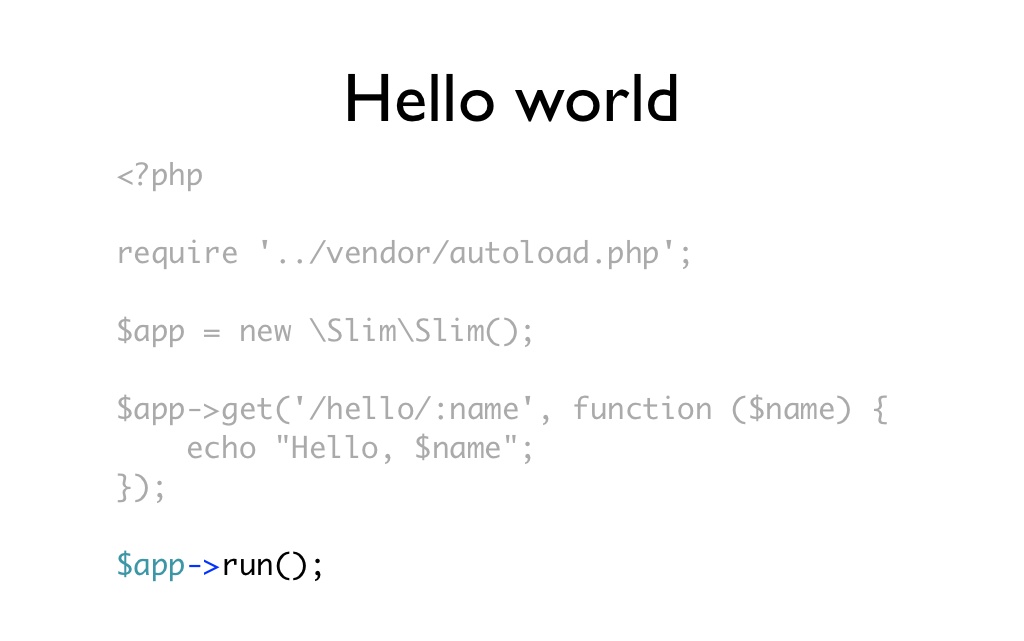 Hello world
<?php
require '../vendor/autoload.php';
$app = new \Slim\Slim();
$app->get('/hello/:name', function ($name) {
    echo "Hello, $name";
});
$app->run();